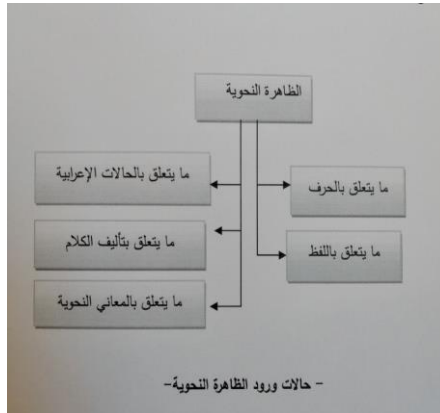 الظاهرة النحوية
ما يتعلق بالحرف
ما يتعلق باللفظ
ما يتعلق بالحالات الإعرابية
ما يتعلق بتأليف الكلام
ما يتعلق بالمعاني النحوية
- حالات ورود الظاهرة النحوية-